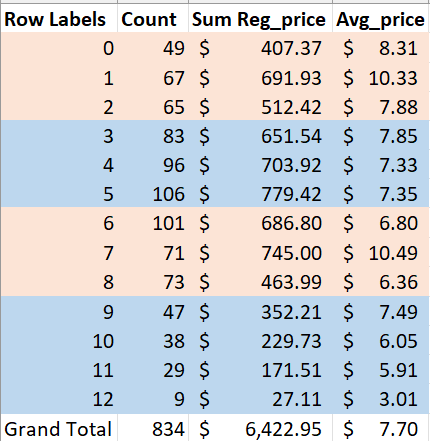 Row Labels Count Sum Reg_price Avg_price
0 49 $ 407.37 $ 8.31
1 67 $ 691.93 $ 10.33
2 65 $ 512.42 $ 7.88
3 83 $ 651.54 $ 7.85
4 96 $ 703.92 $ 7.33
5 106 $ 779.42 $ 7.35
6 101 $ 686.80 $ 6.80
7 71 $ 745.00 $ 10.49
8 73 $ 463.99 $ 6.36
9 47 $ 352.21 $ 7.49
10 38 $ 229.73 $ 6.05
11 29 $ 171.51 $ 5.91
12 9 $ 27.11 $ 3.01
Grand Total 834 $ 6,422.95 $ 7.70